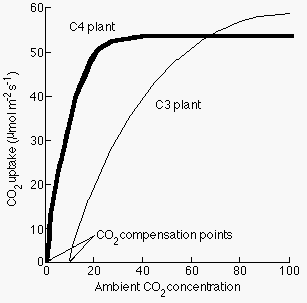 60
C4 plant
50
40
C3 plant
30
20
10
CO2 compensation points
0
0 20 40 60 80 100
CO2 uptake (μmol m-2 s-1)
Ambient CO2 concentration